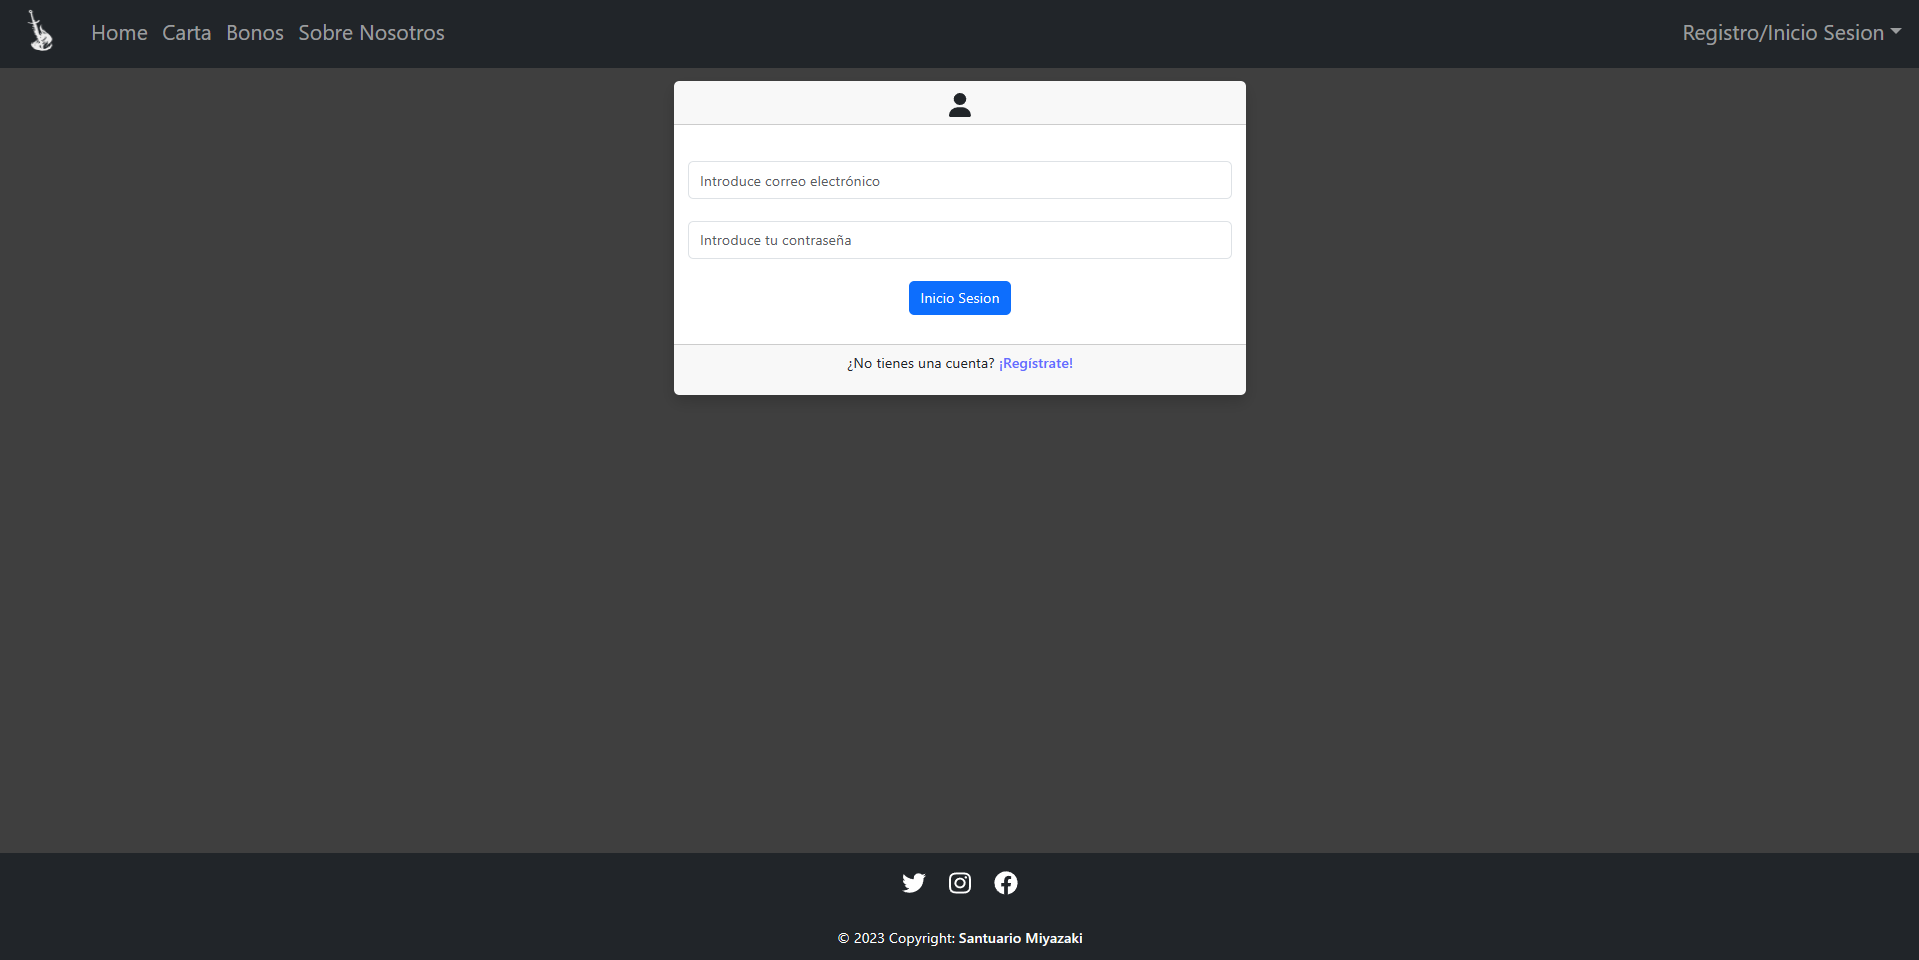 Home Carta Bonos Sobre Nosotros Registro/Inicio Sesion
Introduce correo electrónico
Introduce tu contraseña
Inicio Sesion
¿No tienes una cuenta? ¡Regístrate!
© 2023 Copyright: Santuario Miyazaki